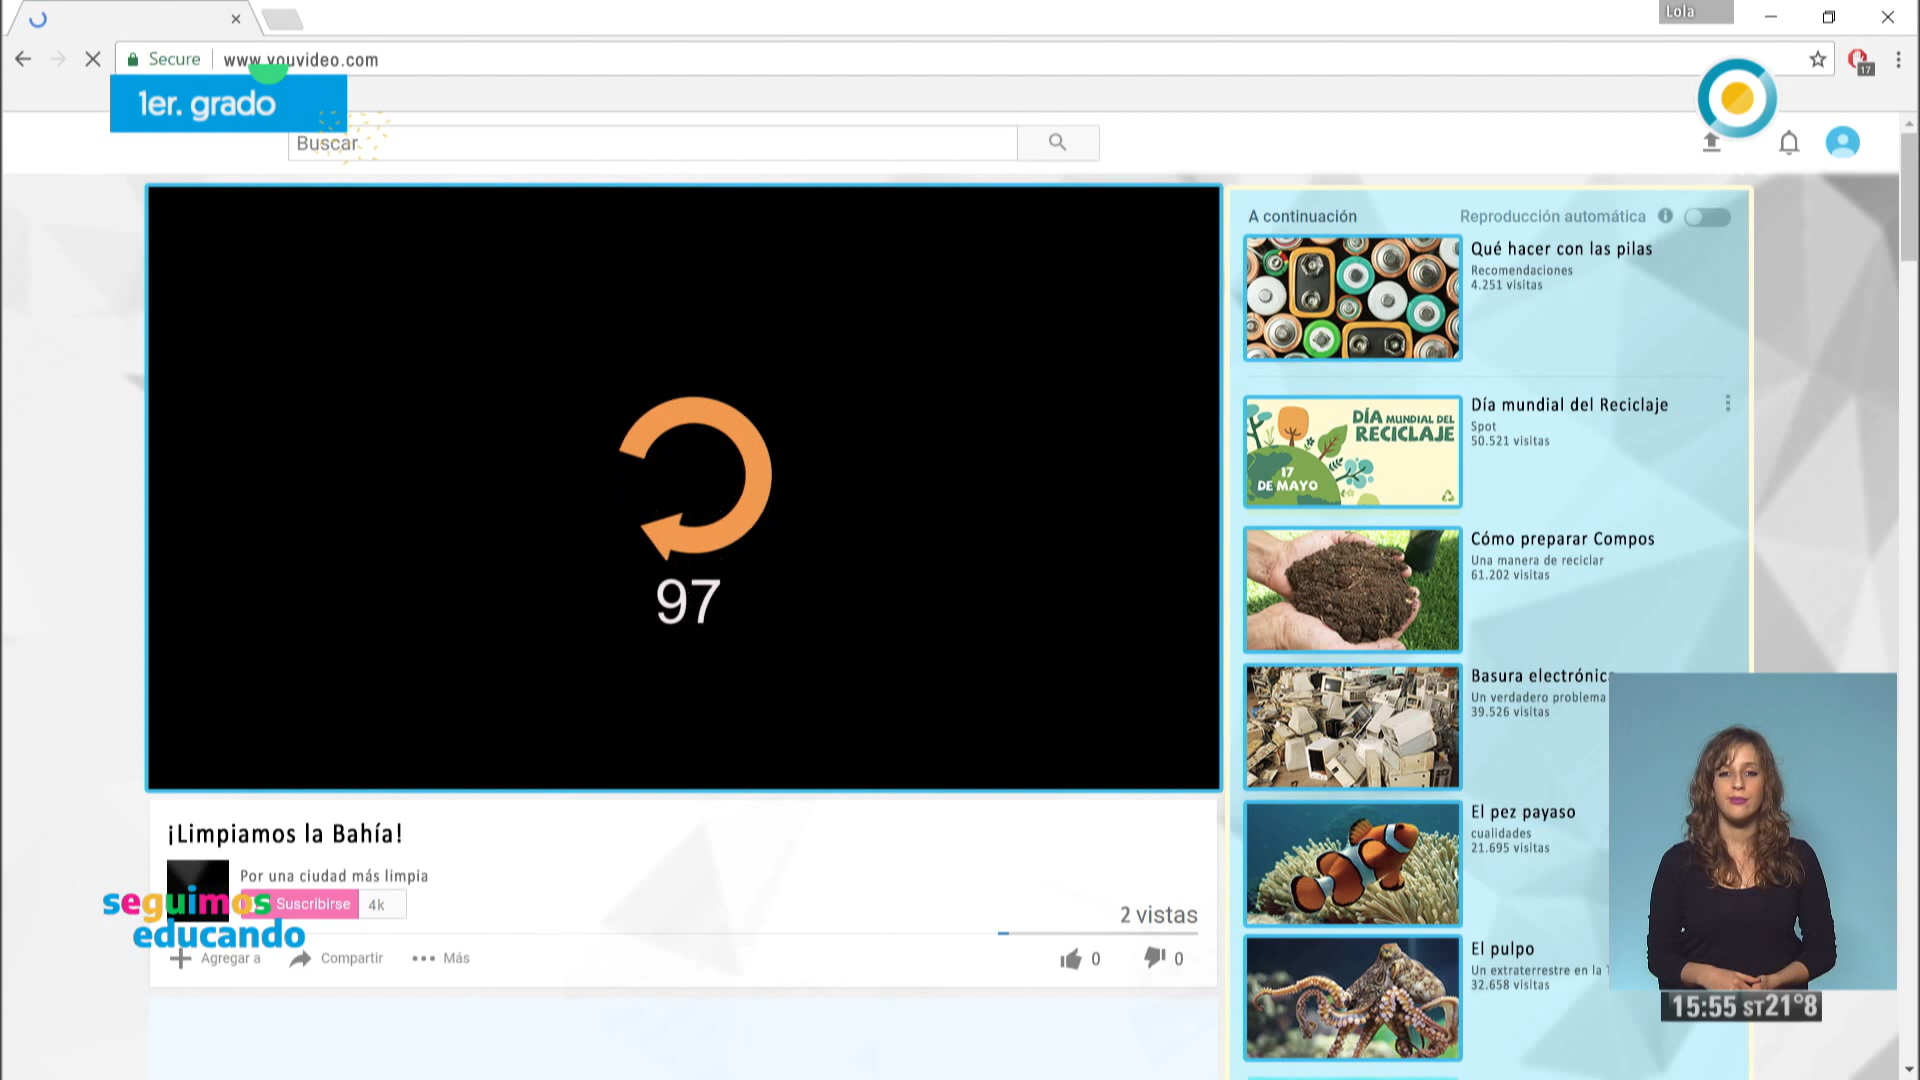 Lola
Secure
www.youvideo.com
17
1er. grado
Buscar
A continuación
Reproducción automática
Qué hacer con las pilas
Recomendaciones
4.251 visitas
DÍA MUNDIAL DEL
RECICLAJE
17
DE MAYO
Día mundial del Reciclaje
Spot
50.521 visitas
Cómo preparar Compos
Una manera de reciclar
61.202 visitas
Basura electrónic
Un verdadero problema
39.526 visitas
El pez payaso
cualidades
21.695 visitas
El pulpo
Un extraterrestre en la
32.658 visitas
97
¡Limpiamos la Bahía!
Por una ciudad más limpia
Suscribirse
4k
seguimos
educando
2 vistas
Agregar a
Compartir
Más
0
0
15:55 ST 21°8